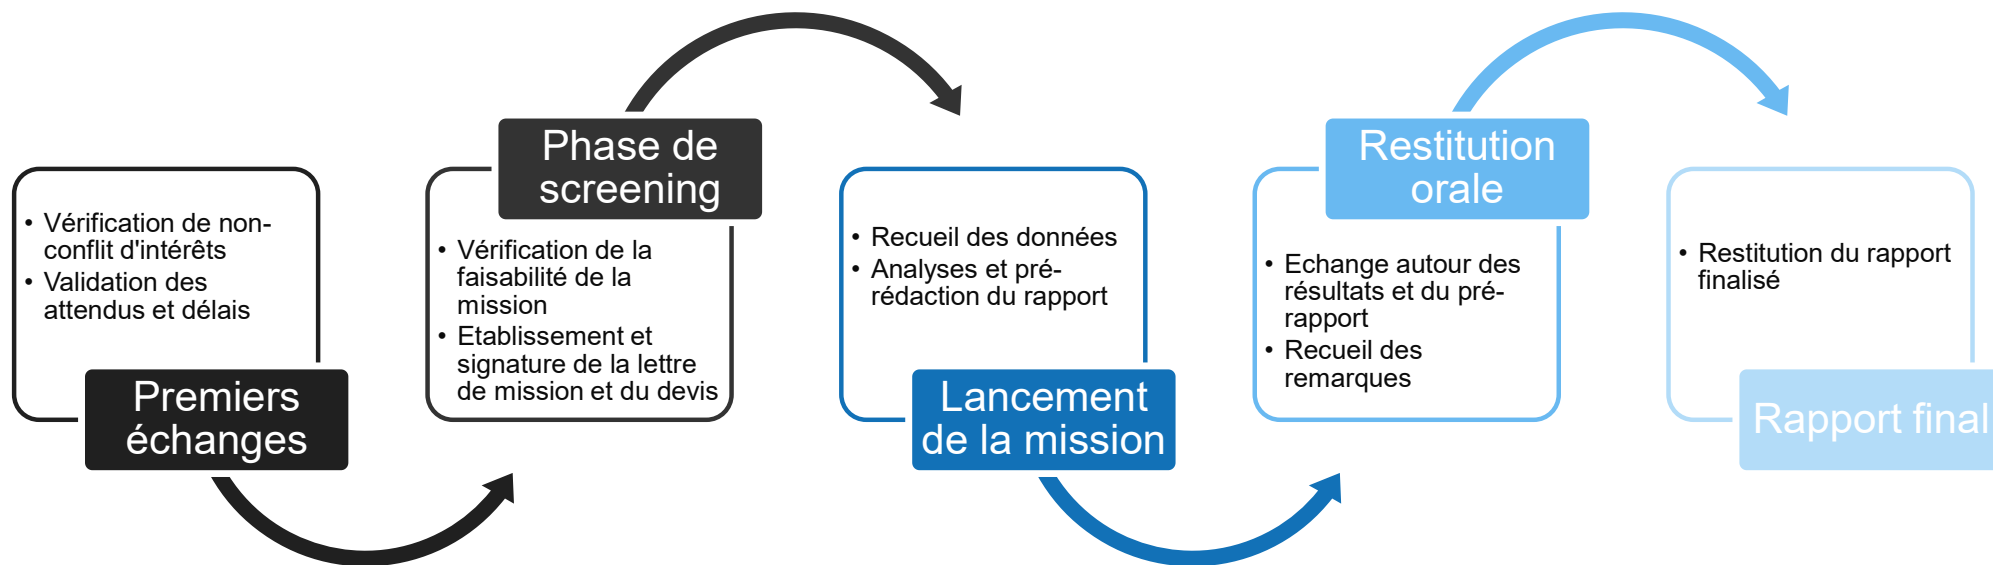 • Vérification de non-
conflit d'intérêts
• Validation des
attendus et délais
Premiers
échanges
Phase de
screening
• Vérification de la
faisabilité de la
mission
• Etablissement et
signature de la lettre
de mission et du devis
• Recueil des données
• Analyses et pré-
rédaction du rapport
Lancement
de la mission
Restitution
orale
• Echange autour des
résultats et du pré-
rapport
• Recueil des
remarques
• Restitution du rapport
finalisé
Rapport final